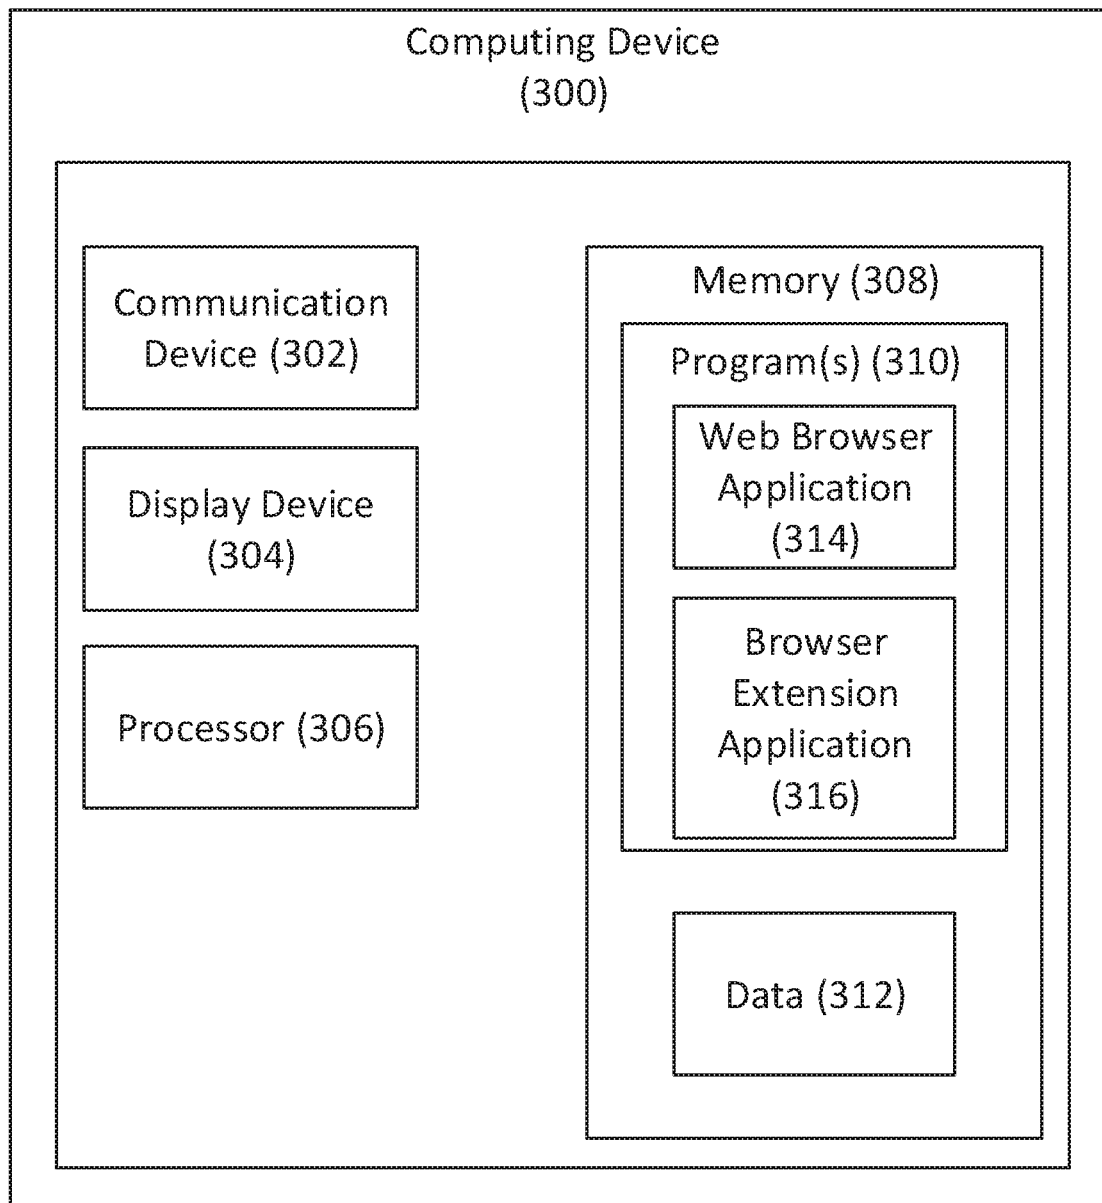 Computing Device
(300)
Communication
Device (302)
Display Device
(304)
Processor (306)
Memory (308)
Program(s) (310)
Web Browser
Application
(314)
Browser
Extension
Application
(316)
Data (312)